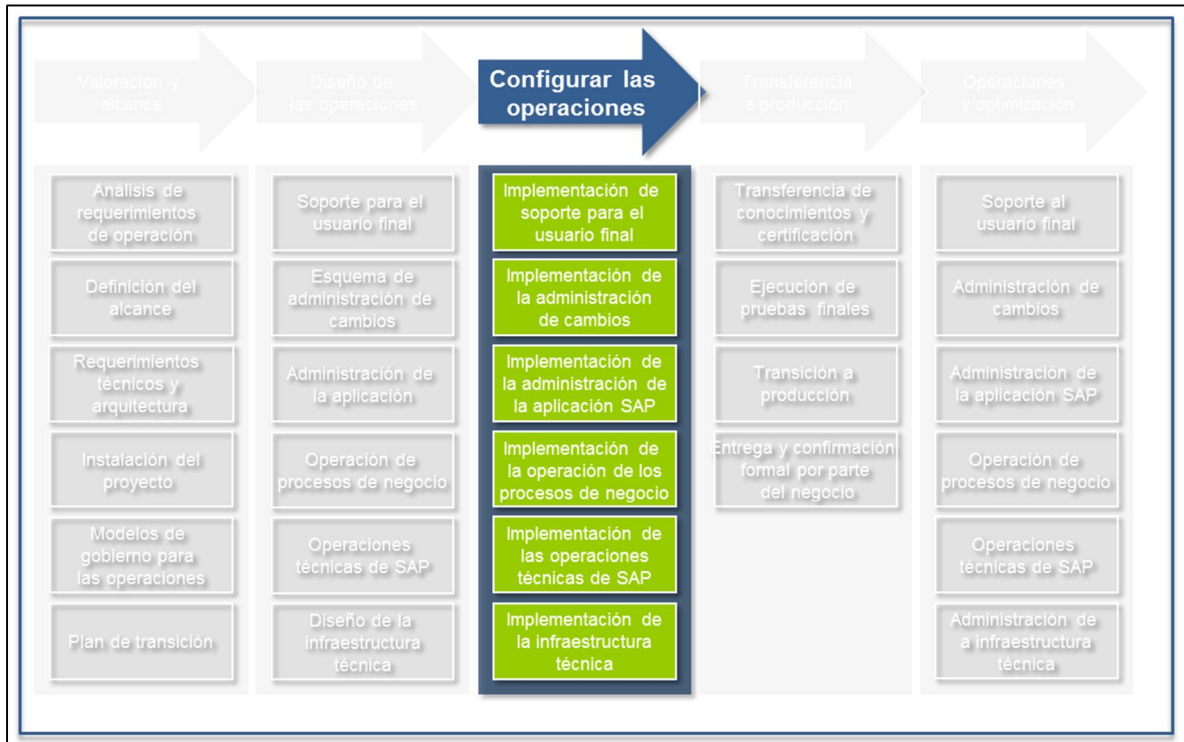 Valoración y
alcance
Diseño de
las operaciones
Configurar las
operaciones
Transferencia
a producción
Operaciones
y optimización
Análisis de
requerimientos
de operación
Definición del
alcance
Requerimientos
técnicos y
arquitectura
Instalación del
proyecto
Modelos de
gobierno para
las operaciones
Plan de transición
Soporte para el
usuario final
Esquema de
administración de
cambios
Administración de
la aplicación
Operación de
procesos de negocio
Operaciones
técnicas de SAP
Diseño de la
infraestructura
técnica
Implementación de
soporte para el
usuario final
Implementación de
la administración
de cambios
Implementación de
la administración de
la aplicación SAP
Implementación de
la operación de los
procesos de negocio
Implementación de
las operaciones
técnicas de SAP
Implementación de
la infraestructura
técnica
Transferencia de
conocimientos y
certificación
Ejecución de
pruebas finales
Transición a
producción
Entrega y confirmación
formal por parte
del negocio
Soporte al
usuario final
Administración de
cambios
Administración de
la aplicación SAP
Operación de
procesos de negocio
Operaciones
técnicas de SAP
Administración de
a infraestructura
técnica